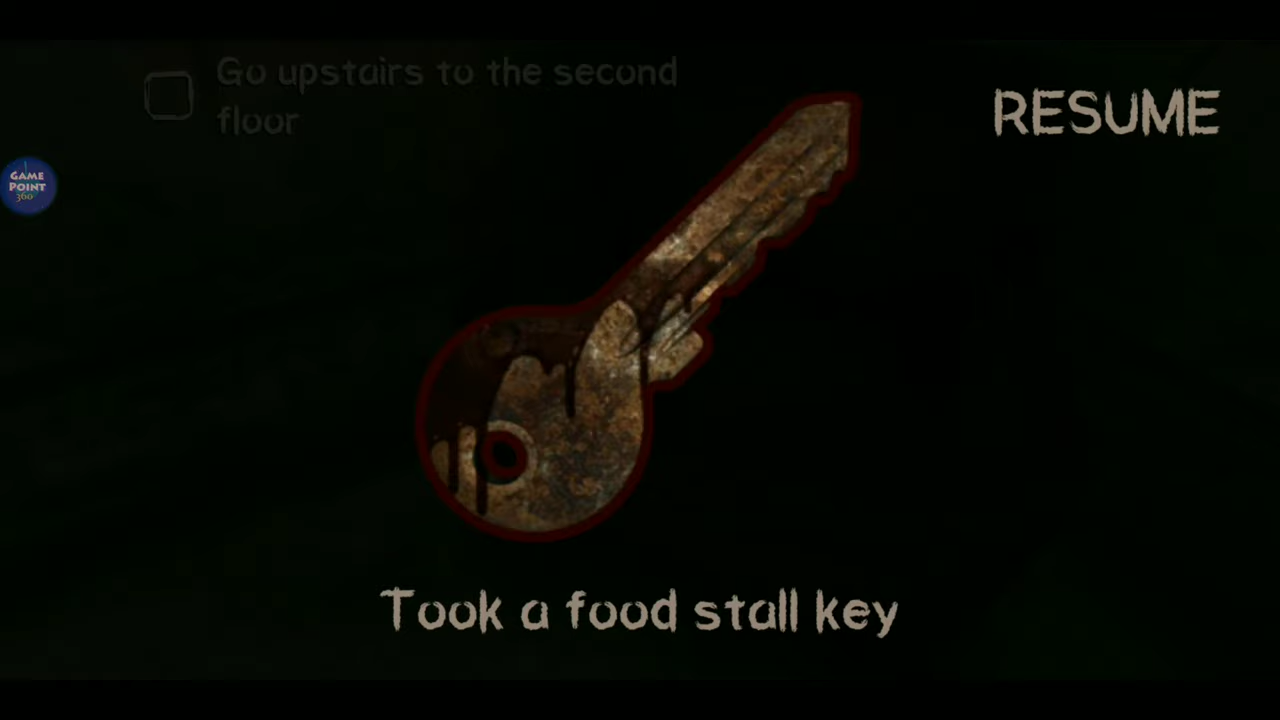 Go upstairs to the second
floor
RESUME
GAME
POINT
360
Took a food stall key